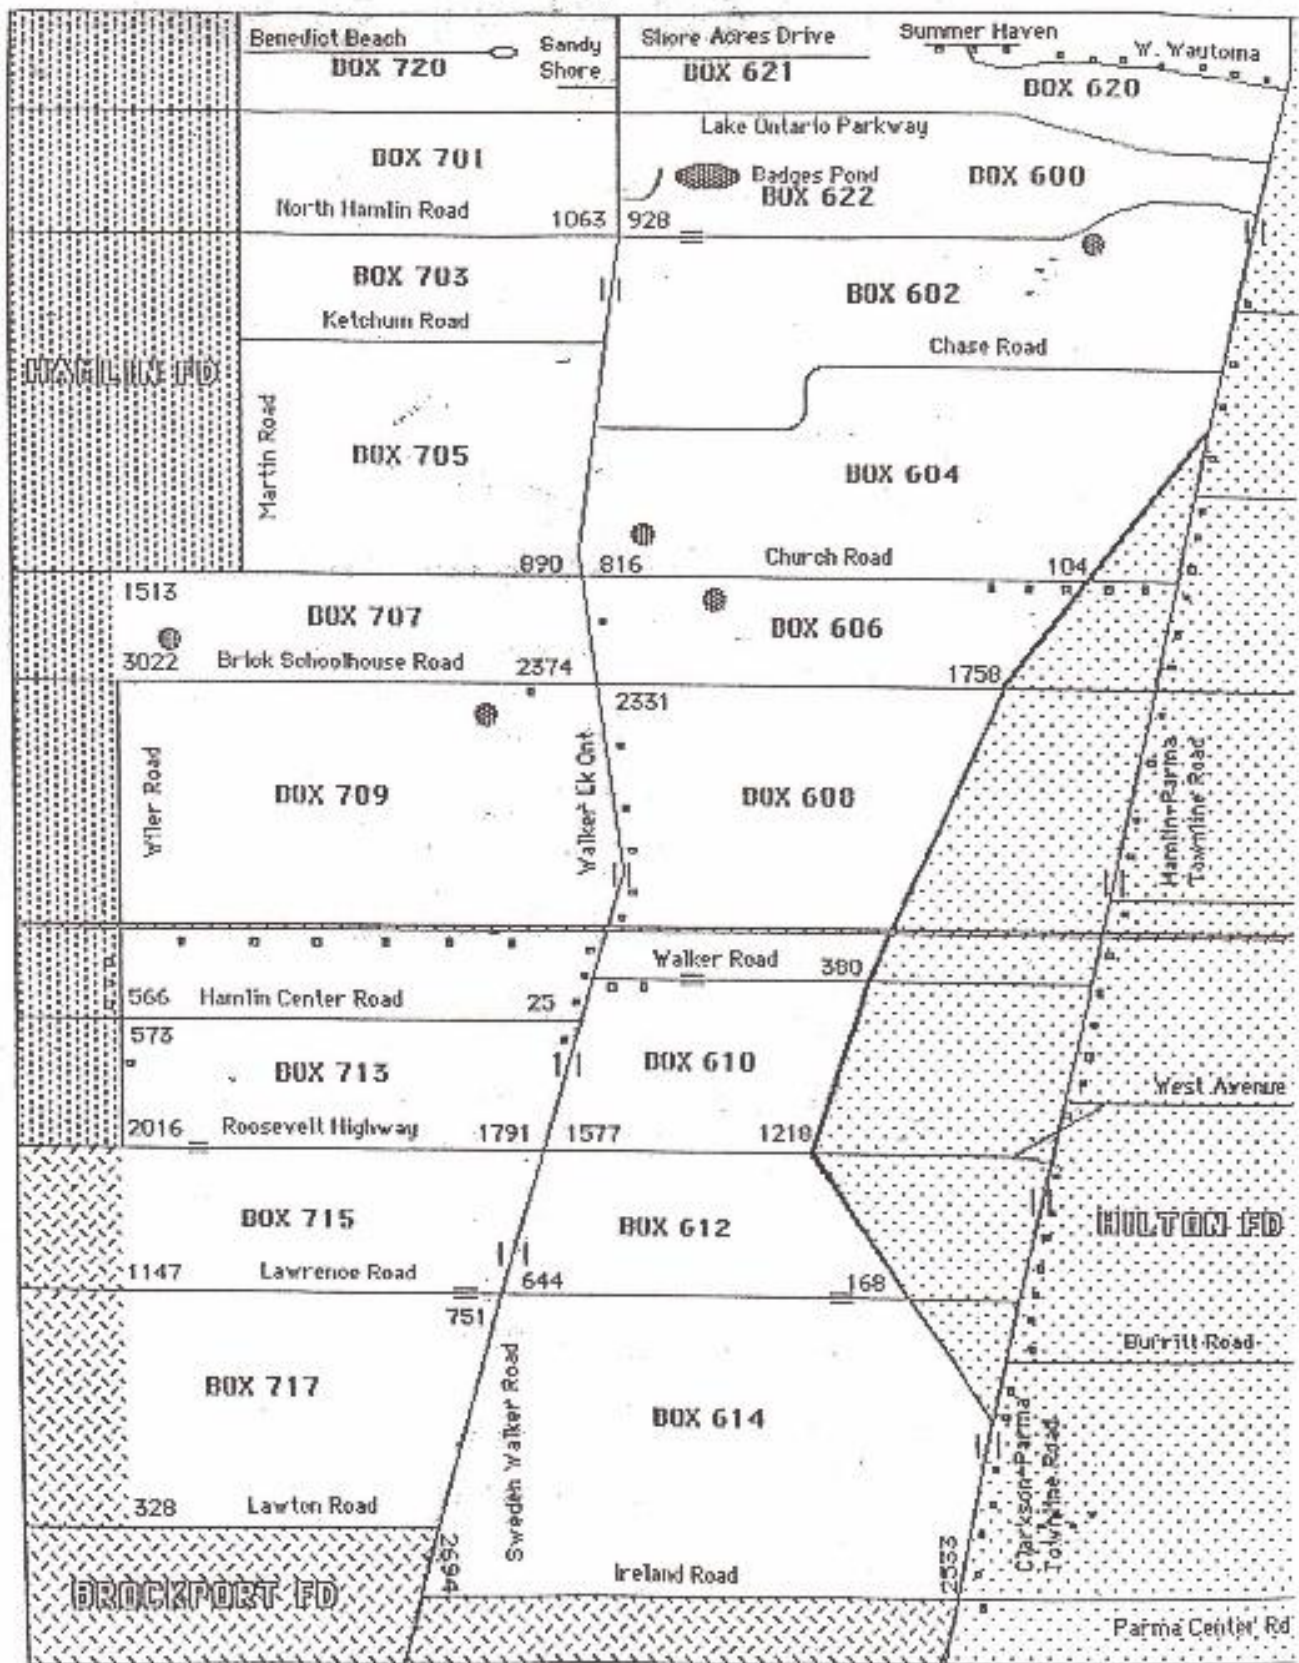 Benedict Beach
BOX 720
Sandy
Shore
Shore Acres Drive
BOX 621
Summer Haven
W. Wautoma
BOX 620
Lake Ontario Parkway
BOX 701
Badges Pond
BOX 622
BOX 600
North Hamlin Road
1063
928
BOX 703
BOX 602
Ketchum Road
Chase Road
HAMLIN FD
Martin Road
BOX 705
BOX 604
890
816
Church Road
104
1513
BOX 707
BOX 606
3022
Brick Schoolhouse Road
2374
1758
2331
Wiler Road
BOX 709
Walker Lk Ont
BOX 608
Hamlin-Parma
Townline Road
Walker Road
380
566
Hamlin Center Road
25
573
BOX 713
BOX 610
West Avenue
2016
Roosevelt Highway
1791
1577
1218
BOX 715
BOX 612
HILTON FD
1147
Lawrence Road
644
168
751
Burritt Road
BOX 717
Sweden Walker Road
BOX 614
Clarkson-Parma
Townline Road
328
Lawton Road
2694
Ireland Road
2533
BROCKPORT FD
Parma Center Rd